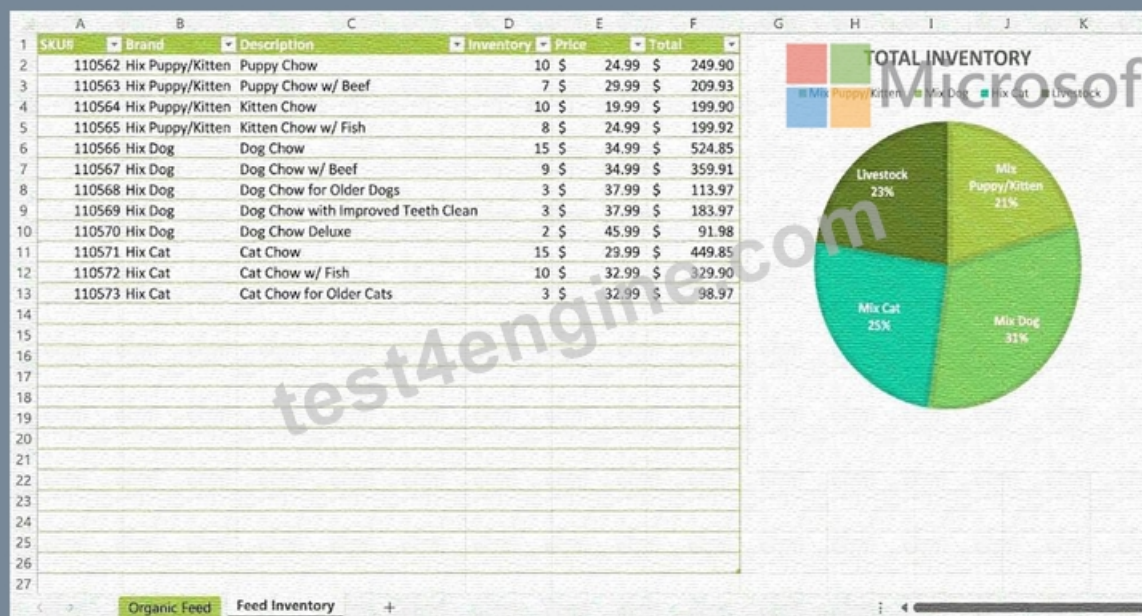 A B C D E F G H I J K
1 SKU# Brand Description Inventory Price Total
2 110562 Hix Puppy/Kitten Puppy Chow 10 $ 24.99 $ 249.90
3 110563 Hix Puppy/Kitten Puppy Chow w/ Beef 7 $ 29.99 $ 209.93
4 110564 Hix Puppy/Kitten Kitten Chow 10 $ 19.99 $ 199.90
5 110565 Hix Puppy/Kitten Kitten Chow w/ Fish 8 $ 24.99 $ 199.92
6 110566 Hix Dog Dog Chow 15 $ 34.99 $ 524.85
7 110567 Hix Dog Dog Chow w/ Beef 9 $ 34.99 $ 359.91
8 110568 Hix Dog Dog Chow for Older Dogs 3 $ 37.99 $ 113.97
9 110569 Hix Dog Dog Chow with Improved Teeth Clean 3 $ 37.99 $ 183.97
10 110570 Hix Dog Dog Chow Deluxe 2 $ 45.99 $ 91.98
11 110571 Hix Cat Cat Chow 15 $ 29.99 $ 449.85
12 110572 Hix Cat Cat Chow w/ Fish 10 $ 32.99 $ 329.90
13 110573 Hix Cat Cat Chow for Older Cats 3 $ 32.99 $ 98.97
14
15
16
17
18
19
20
21
22
23
24
25
26
27
TOTAL INVENTORY
Microsof
Mix Puppy/Kitten Mix Dog Hix Cat Livestock
Livestock
23%
Mix
Puppy/Kitten
21%
Mix Cat
25%
Mix Dog
31%
test4engine.com
Organic Feed Feed Inventory +